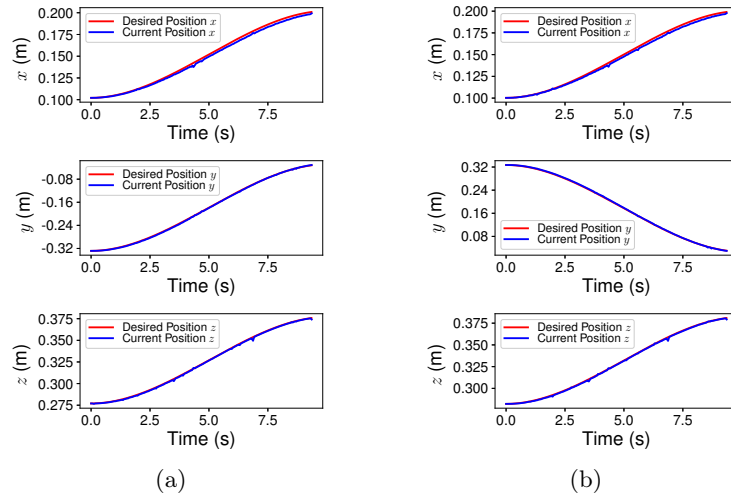 0.200
0.175
0.150
0.125
0.100
x (m)
Desired Position x
Current Position x
0.0 2.5 5.0 7.5
Time (s)
-0.08
-0.16
-0.24
-0.32
y (m)
Desired Position y
Current Position y
0.0 2.5 5.0 7.5
Time (s)
0.375
0.350
0.325
0.300
0.275
z (m)
Desired Position z
Current Position z
0.0 2.5 5.0 7.5
Time (s)
(a)
0.200
0.175
0.150
0.125
0.100
x (m)
Desired Position x
Current Position x
0.0 2.5 5.0 7.5
Time (s)
0.32
0.24
0.16
0.08
y (m)
Desired Position y
Current Position y
0.0 2.5 5.0 7.5
Time (s)
0.375
0.350
0.325
0.300
z (m)
Desired Position z
Current Position z
0.0 2.5 5.0 7.5
Time (s)
(b)